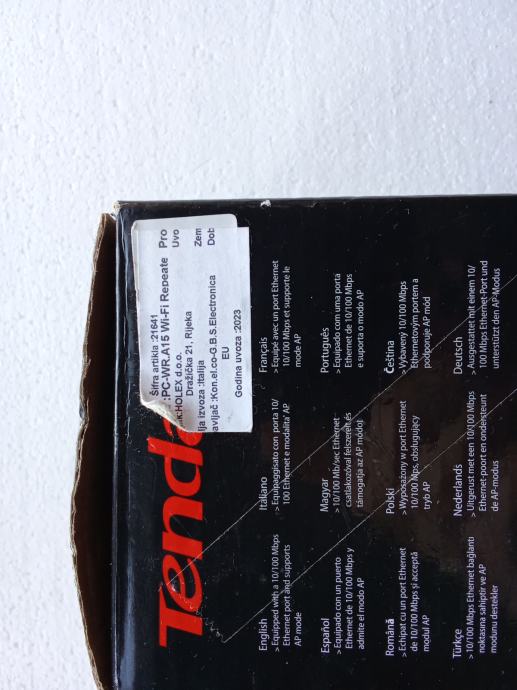 Šifra artikla :21641
:PC-WR.A15 Wi-Fi Repeate
Pro
:HOLEX d.o.o.
Uvo
Dražička 21, Rijeka
lja izvoza :Italija
Zem
avljač :Kon.el.co-G.B.S.Electronica
Dob
EU
Godina uvoza :2023
Tenda
English
> Equipped with a 10/100 Mbps
Ethernet port and supports
AP mode
Italiano
> Equipaggisato con porta 10/
100 Ethernet e modalita' AP
Français
> Equipé avec un port Ethernet
10/100 Mbps et supporte le
mode AP
Español
> Equipado con un puerto
Ethernet de 10/100 Mbps y
admite el modo AP
Magyar
> 10/100 Mb/sec Ethernet
csatlakozóval felszerelt és
támogatja az AP módot
Português
> Equipado com uma porta
Ethernet de 10/100 Mbps
e suporta o modo AP
Română
> Echipat cu un port Ethernet
de 10/100 Mbps și acceptă
modul AP
Polski
> Wyposażony w port Ethernet
10/100 Mbps, obsługujący
tryb AP
Čeština
> Vybavený 10/100 Mbps
Ethernetovým portem a
podporuje AP mód
Türkçe
> 10/100 Mbps Ethernet bağlantı
noktasına sahiptir ve AP
modunu destekler
Nederlands
> Uitgerust met een 10/100 Mbps
Ethernet-poort en ondersteunt
de AP-modus
Deutsch
> Ausgestattet mit einem 10/
100 Mbps Ethernet-Port und
unterstützt den AP-Modus